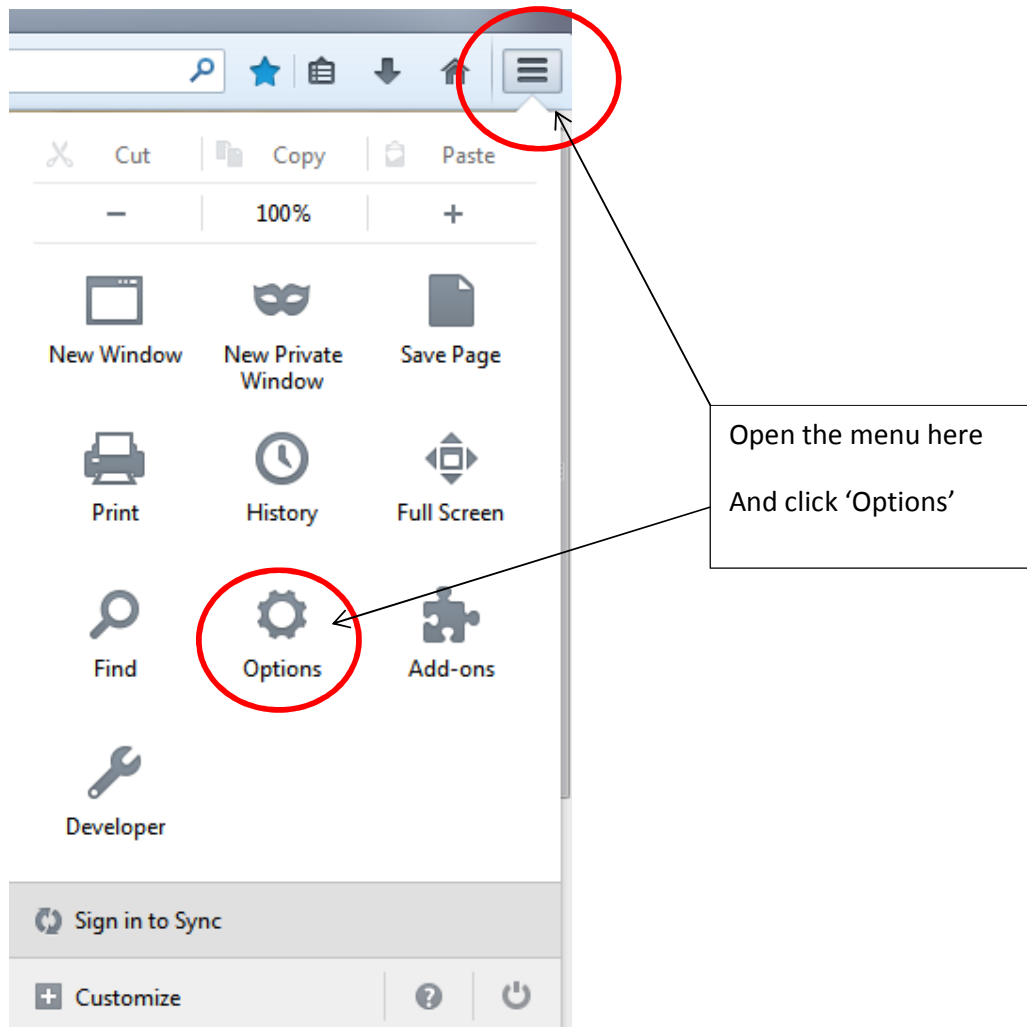 Cut Copy Paste
100%
New Window New Private Window Save Page
Print History Full Screen
Open the menu here
And click ‘Options’
Find Options Add-ons
Developer
Sign in to Sync
Customize